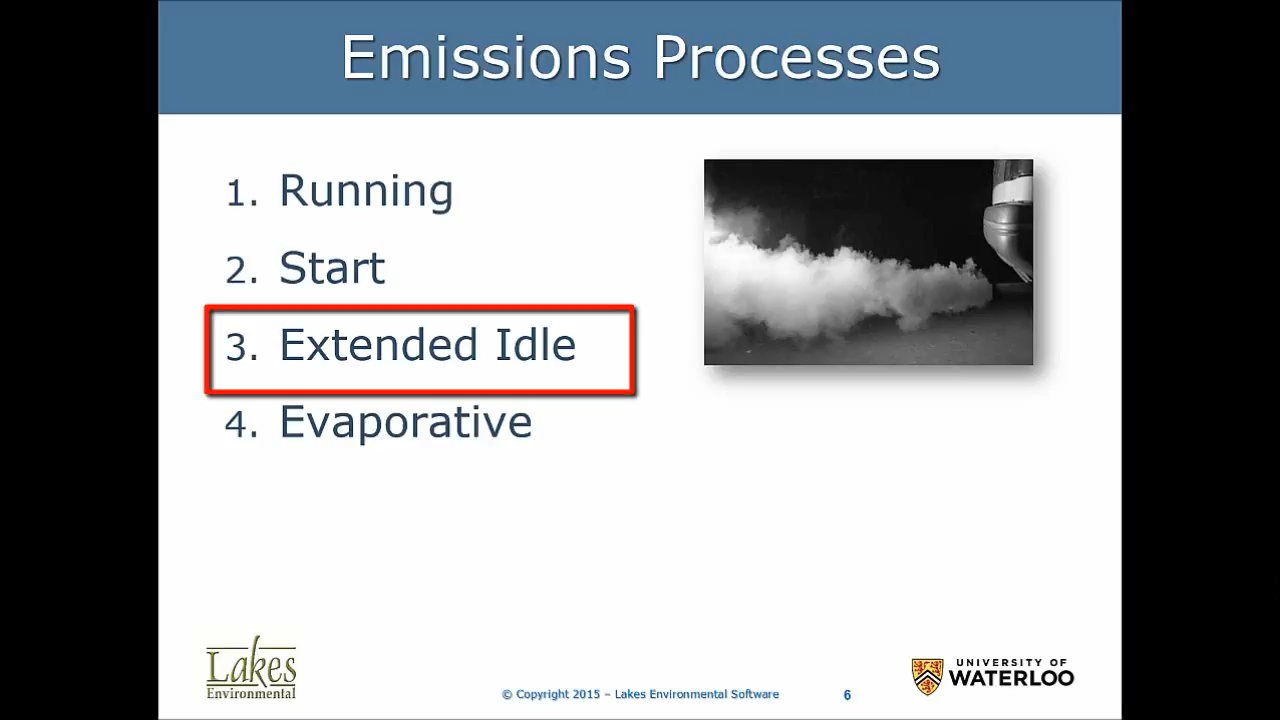 Emissions Processes
1. Running
2. Start
3. Extended Idle
4. Evaporative
Lakes
Environmental
© Copyright 2015 – Lakes Environmental Software
6
UNIVERSITY OF
WATERLOO